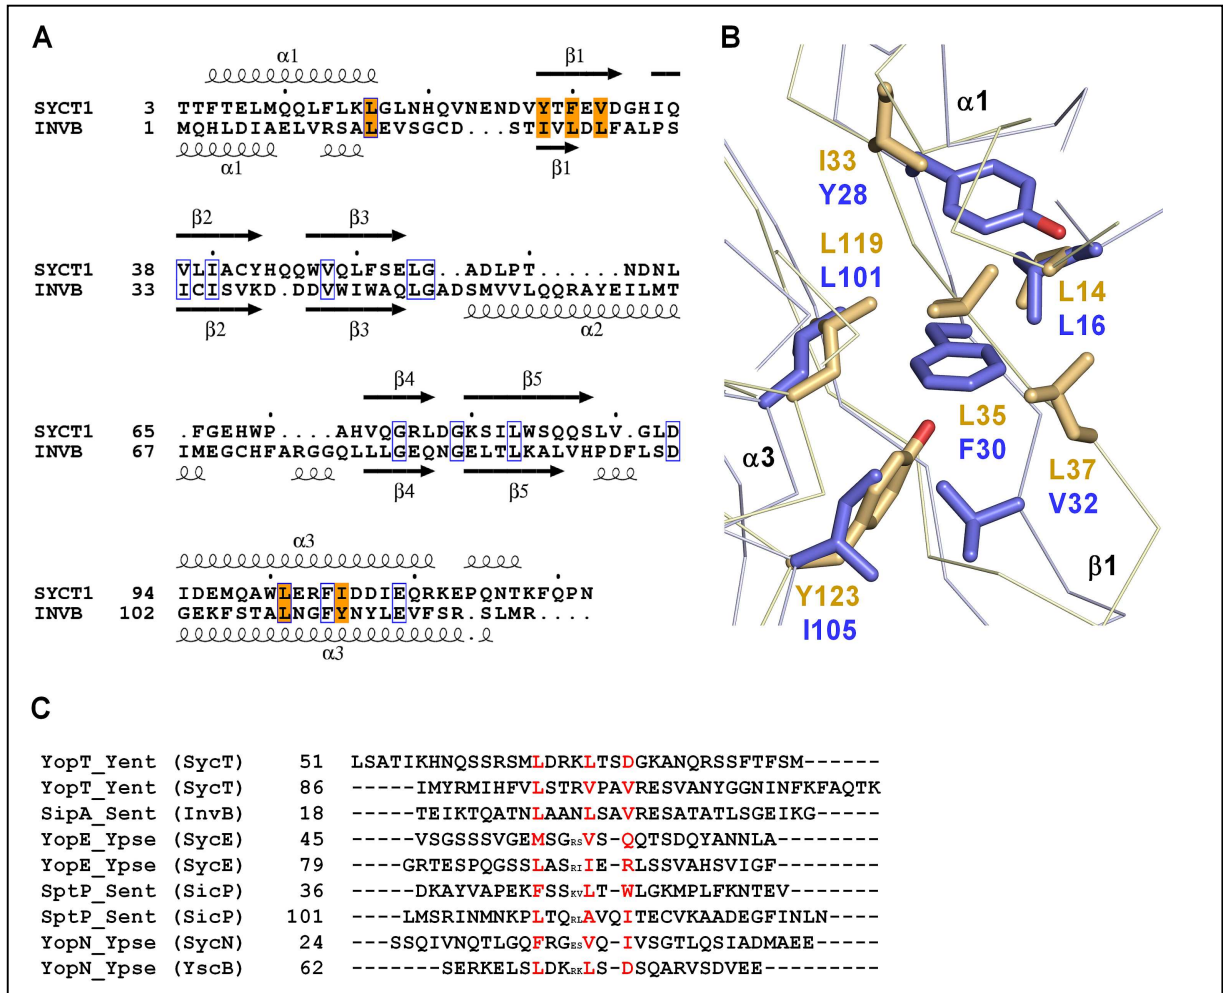 A
α1
β1
SYCT1 3 TTFTELMQQLFLKLGLNHQVNENDVYTFEVDGHIQ
INVB 1 MQHLDIAELVRSALEVSGCD...STIVLDLFALPS
α1
β1
β2
β3
SYCT1 38 VLIACYHQQWVQLFSELG..ADLPT......NDNL
INVB 33 ICISVKD.DDVWIWAQLGADSMVVLQQRAYEILMT
β2
β3
α2
β4
β5
SYCT1 65 .FGEHWP....AHVQGRLDGKSILWSQQSLV.GLD
INVB 67 IMEGCHFARGGQLLLGEQNGELTLKALVHPDFLSD
β4
β5
α3
SYCT1 94 IDEMQAWLERFIDDIEQRKEPQNTKFQPN
INVB 102 GEKFSTALNGFYNYLEVFSR.SLMR....
α3
B
α1
I33
Y28
L119
L101
L14
L16
L35
F30
α3
L37
V32
β1
Y123
I105
C
YopT_Yent (SycT) 51 LSATIKHNQSSRSMLDRKLTSDGKANQRSSFTFSM------
YopT_Yent (SycT) 86 -----IMYRMIHFVLSTRVPAVRESVANYGGNINFKFAQTK
SipA_Sent (InvB) 18 -----TEIKTQATNLAANLSAVRESATATLSGEIKG-----
YopE_Ypse (SycE) 45 -----VSGSSSVGEMSGRSVS-QQTSDQYANNLA--------
YopE_Ypse (SycE) 79 ----GRTESPQGSSLASRIIE-RLSSVAHSVIGF--------
SptP_Sent (SicP) 36 -----DKAYVAPEKFSSKVLT-WLGKMPLFKNTEV-------
SptP_Sent (SicP) 101 ----LMSRINMNKPLTQRLAVQITECVKAADEGFINLN----
YopN_Ypse (SycN) 24 ---SSQIVNQTLGQFRGESVQ-IVSGTLQSIADMAEE-----
YopN_Ypse (YscB) 62 -------SERKELSLDKRKLS-DSQARVSDVEE---------